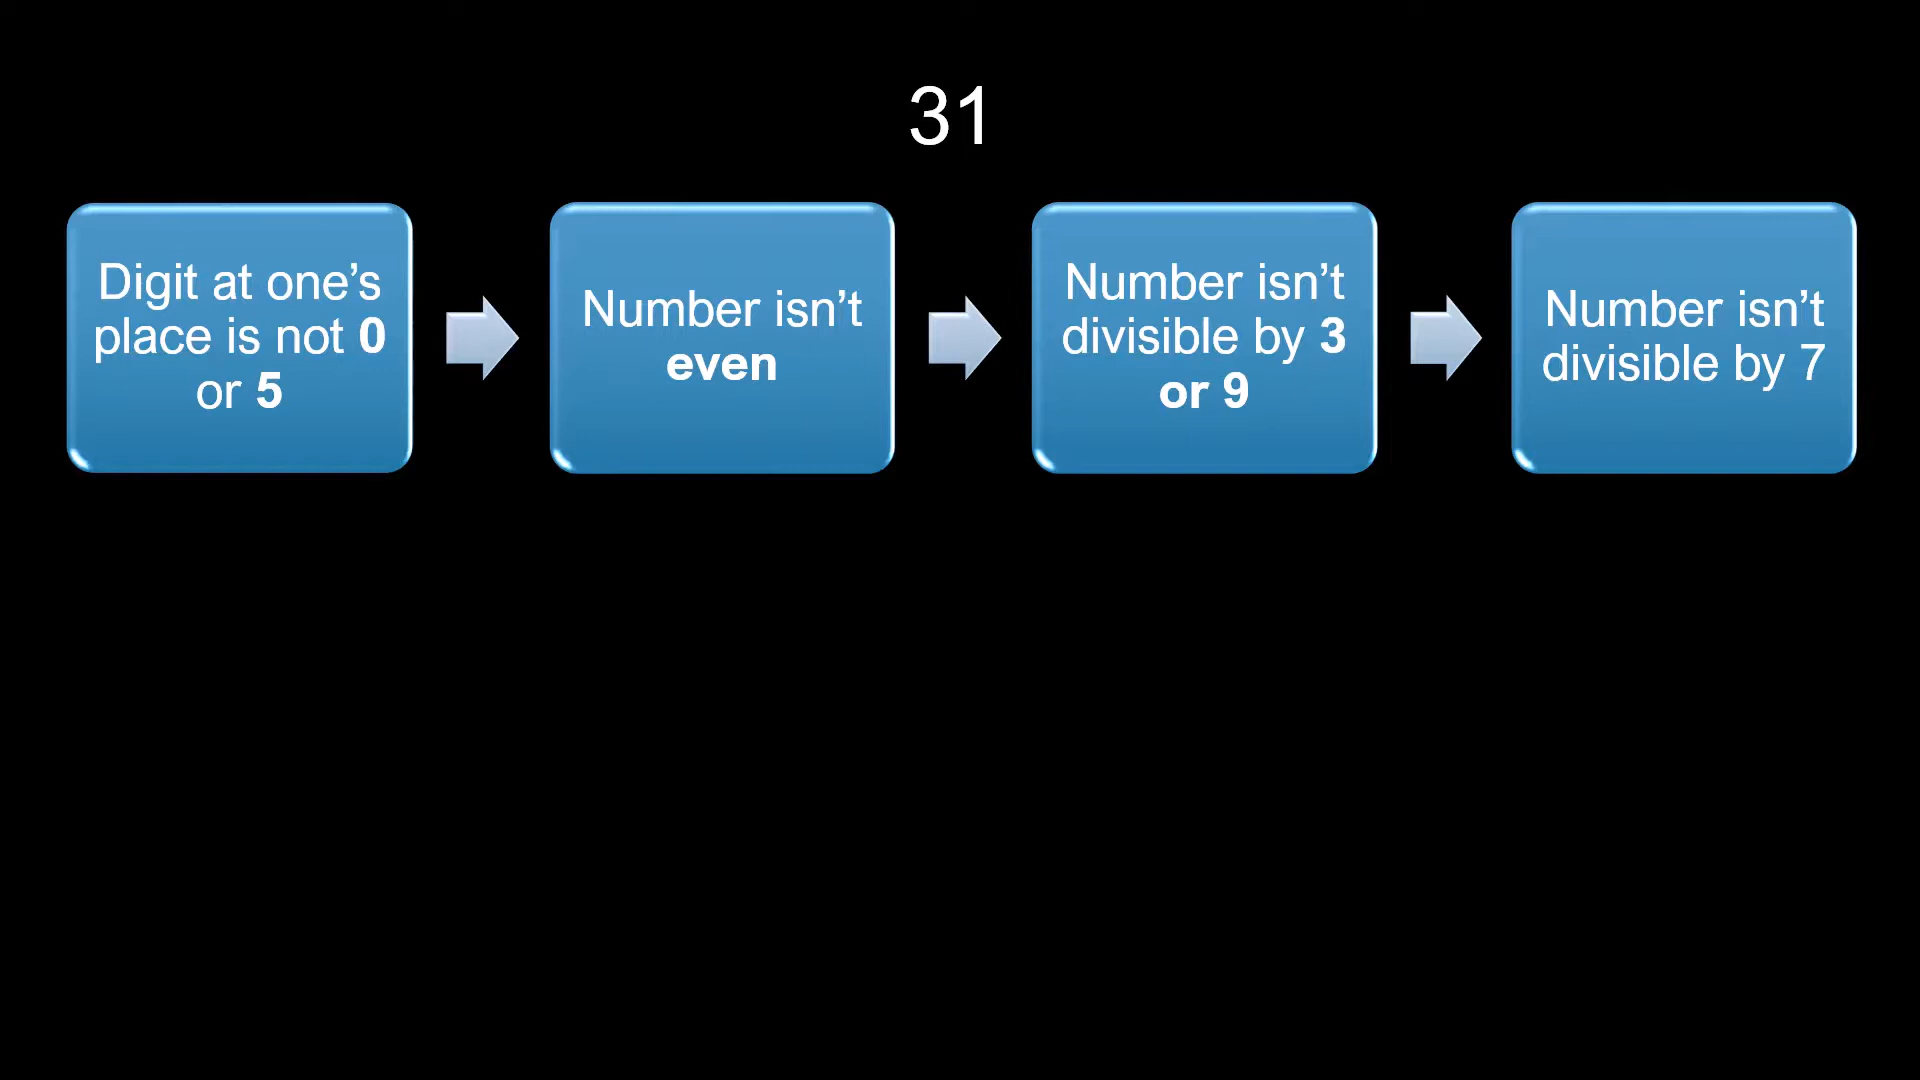 31
Digit at one’s
place is not 0
or 5
Number isn’t
even
Number isn’t
divisible by 3
or 9
Number isn’t
divisible by 7